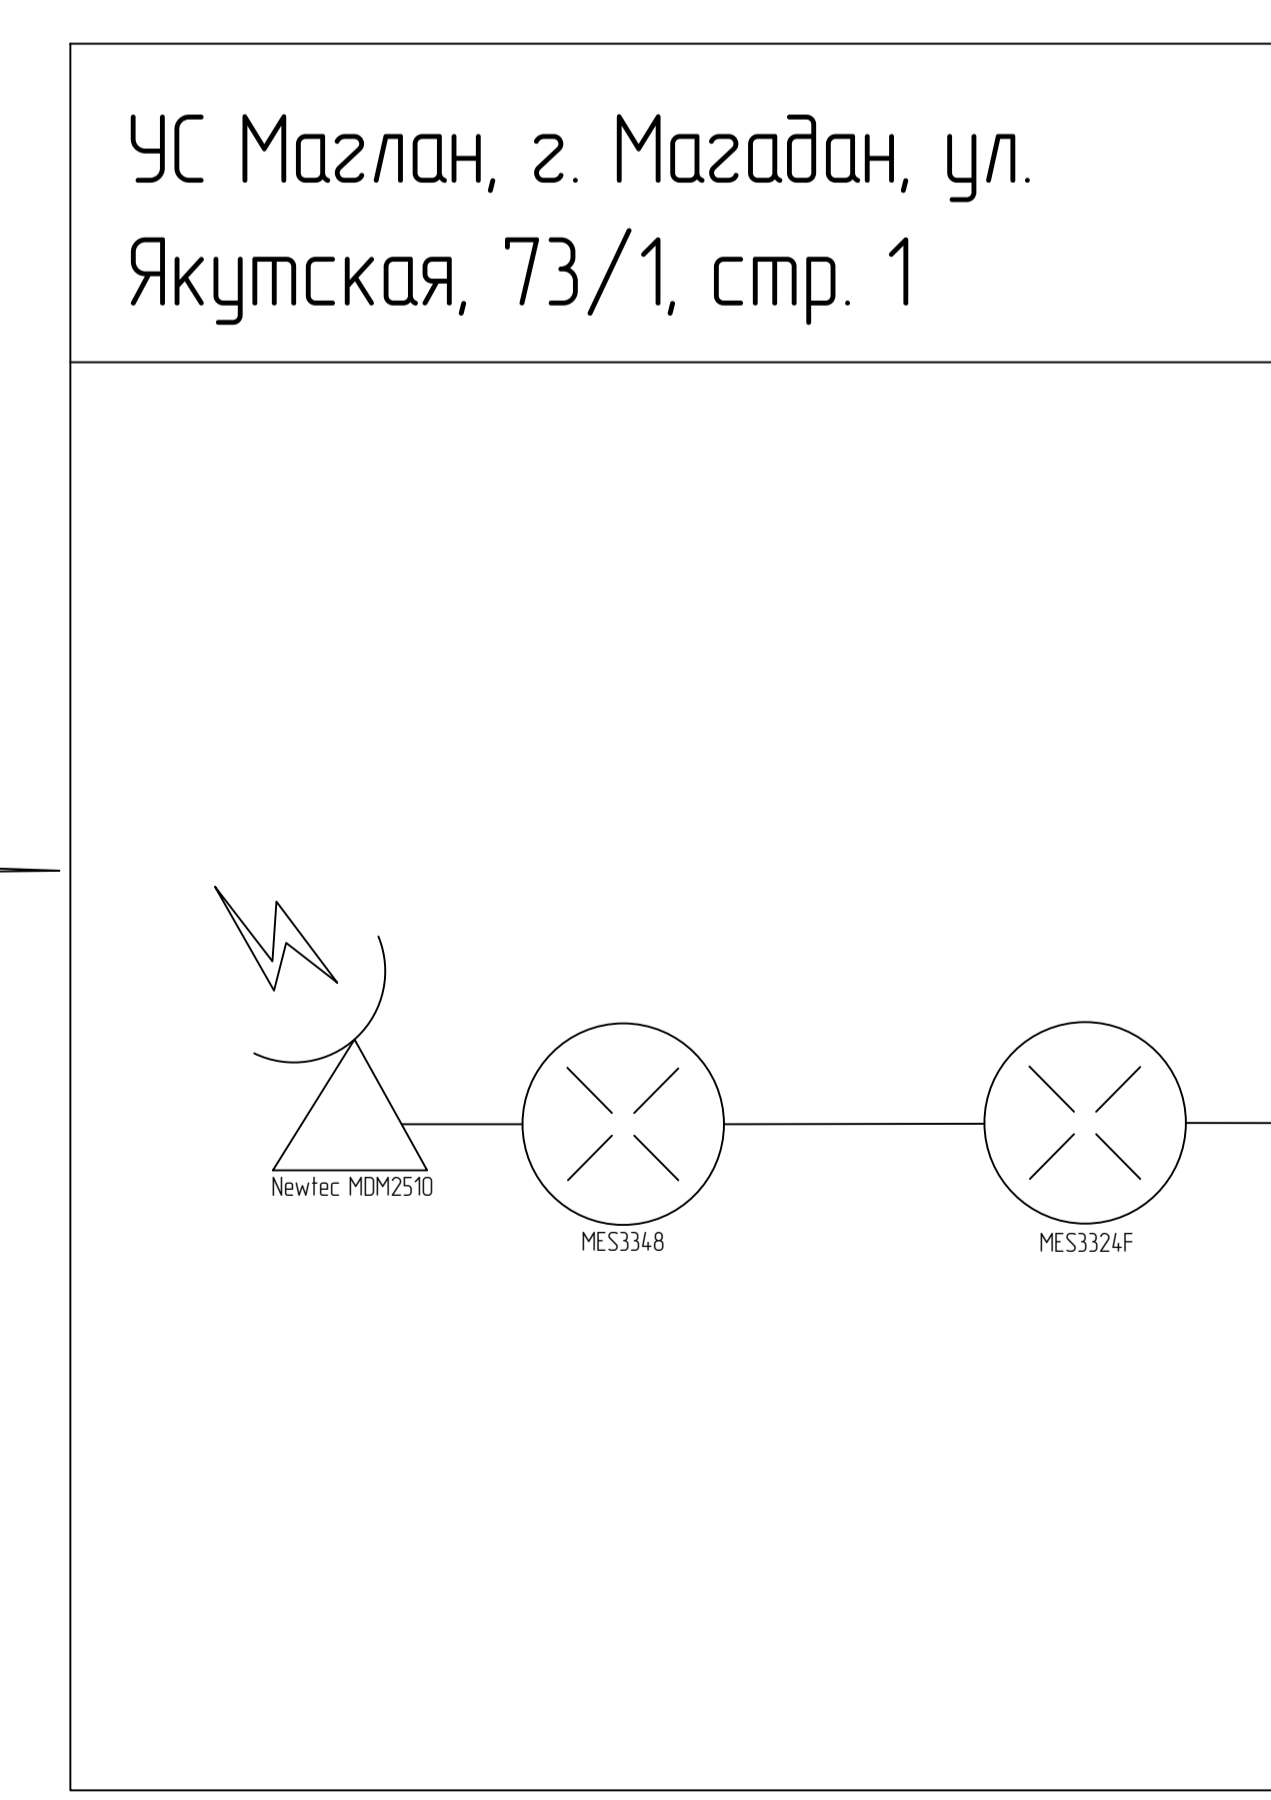 УС Маглан, г. Магадан, ул.
Якутская, 73/1, стр. 1
Newtec MDM2510
MES3348
MES3324F